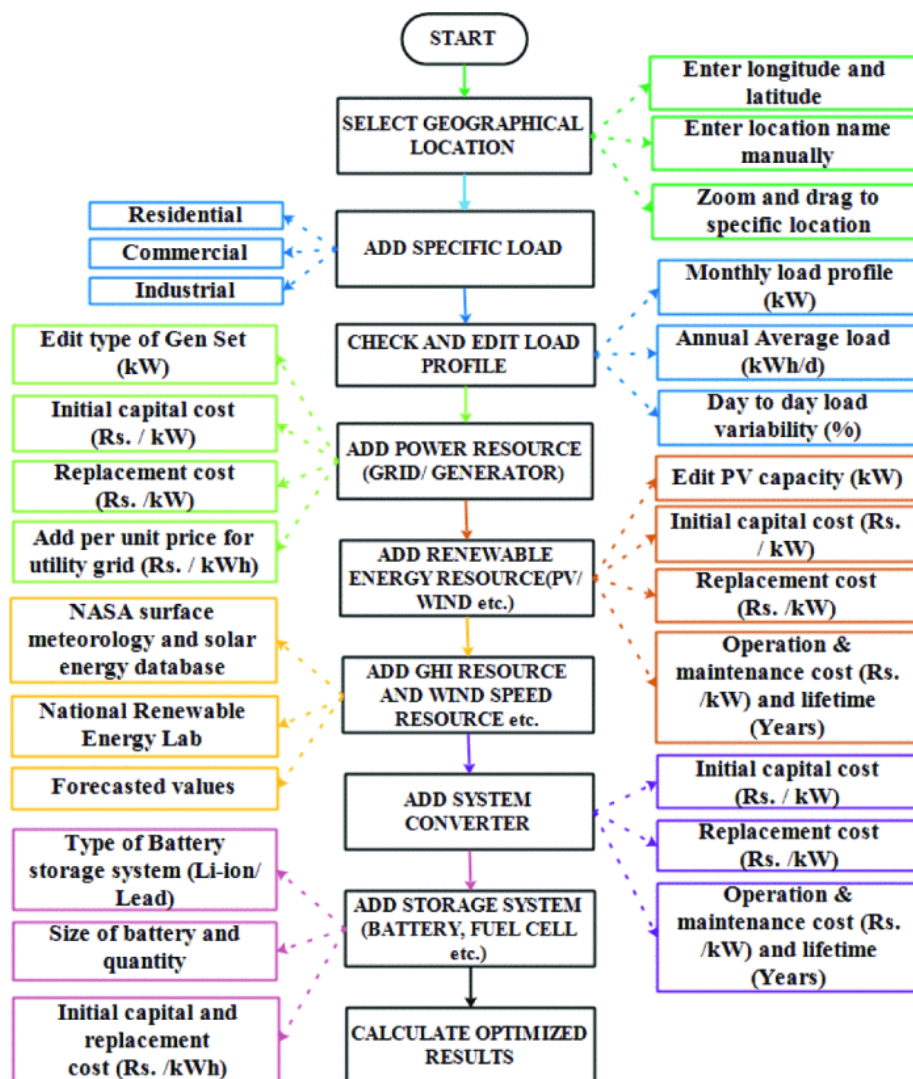 START
SELECT GEOGRAPHICAL
LOCATION
Enter longitude and
latitude
Enter location name
manually
Zoom and drag to
specific location
ADD SPECIFIC LOAD
Residential
Commercial
Industrial
CHECK AND EDIT LOAD
PROFILE
Monthly load profile
(kW)
Annual Average load
(kWh/d)
Day to day load
variability (%)
ADD POWER RESOURCE
(GRID/ GENERATOR)
Edit type of Gen Set
(kW)
Initial capital cost
(Rs. / kW)
Replacement cost
(Rs. /kW)
Add per unit price for
utility grid (Rs. / kWh)
ADD RENEWABLE
ENERGY RESOURCE(PV/
WIND etc.)
Edit PV capacity (kW)
Initial capital cost (Rs.
/ kW)
Replacement cost
(Rs. /kW)
Operation &
maintenance cost (Rs.
/kW) and lifetime
(Years)
ADD GHI RESOURCE
AND WIND SPEED
RESOURCE etc.
NASA surface
meteorology and solar
energy database
National Renewable
Energy Lab
Forecasted values
ADD SYSTEM
CONVERTER
Initial capital cost
(Rs. / kW)
Replacement cost
(Rs. /kW)
Operation &
maintenance cost (Rs.
/kW) and lifetime
(Years)
ADD STORAGE SYSTEM
(BATTERY, FUEL CELL
etc.)
Type of Battery
storage system (Li-ion/
Lead)
Size of battery and
quantity
Initial capital and
replacement
cost (Rs. /kWh)
CALCULATE OPTIMIZED
RESULTS